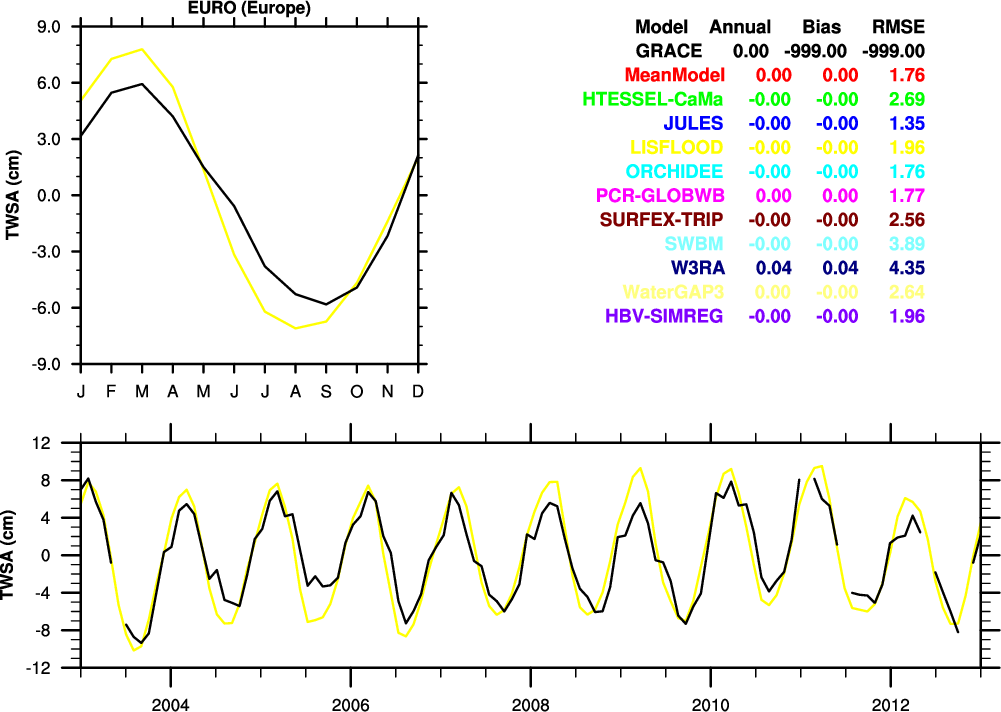 EURO (Europe)
9.0
6.0
3.0
0.0
-3.0
-6.0
-9.0
TWSA (cm)
J F M A M J J A S O N D
Model Annual Bias RMSE
GRACE 0.00 -999.00 -999.00
MeanModel 0.00 0.00 1.76
HTESSEL-CaMa -0.00 -0.00 2.69
JULES -0.00 -0.00 1.35
LISFLOOD -0.00 -0.00 1.96
ORCHIDEE -0.00 -0.00 1.76
PCR-GLOBWB 0.00 0.00 1.77
SURFEX-TRIP -0.00 -0.00 2.56
SWBM -0.00 -0.00 3.89
W3RA 0.04 0.04 4.35
WaterGAP3 0.00 -0.00 2.64
HBV-SIMREG -0.00 -0.00 1.96
12
8
4
0
-4
-8
-12
TWSA (cm)
2004 2006 2008 2010 2012